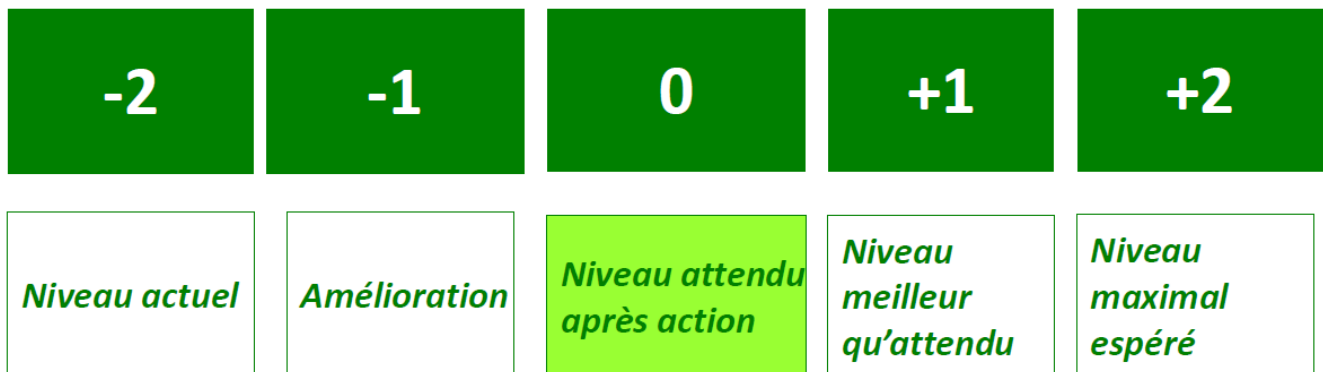 -2
-1
0
+1
+2
Niveau actuel
Amélioration
Niveau attendu
après action
Niveau
meilleur
qu’attendu
Niveau
maximal
espéré